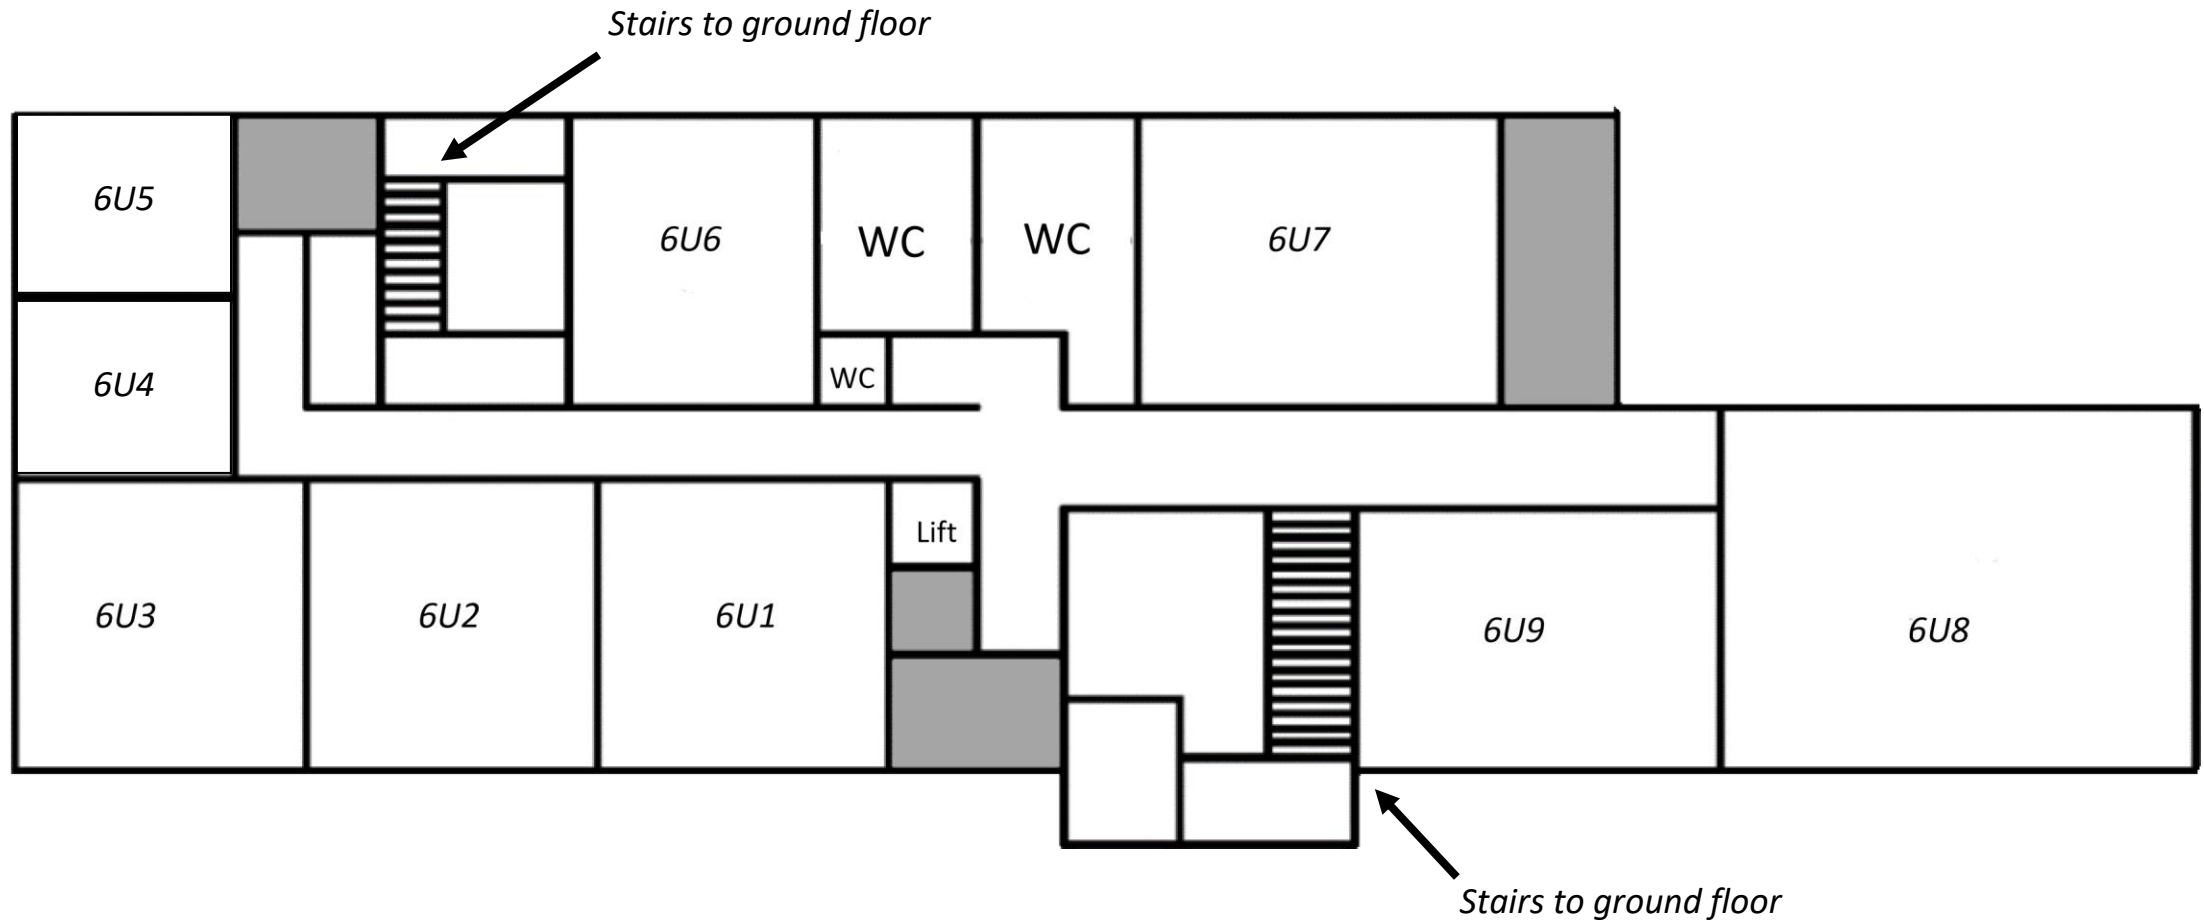 Stairs to ground floor
6U5
6U6
WC
WC
6U7
6U4
WC
Lift
6U3
6U2
6U1
6U9
6U8
Stairs to ground floor